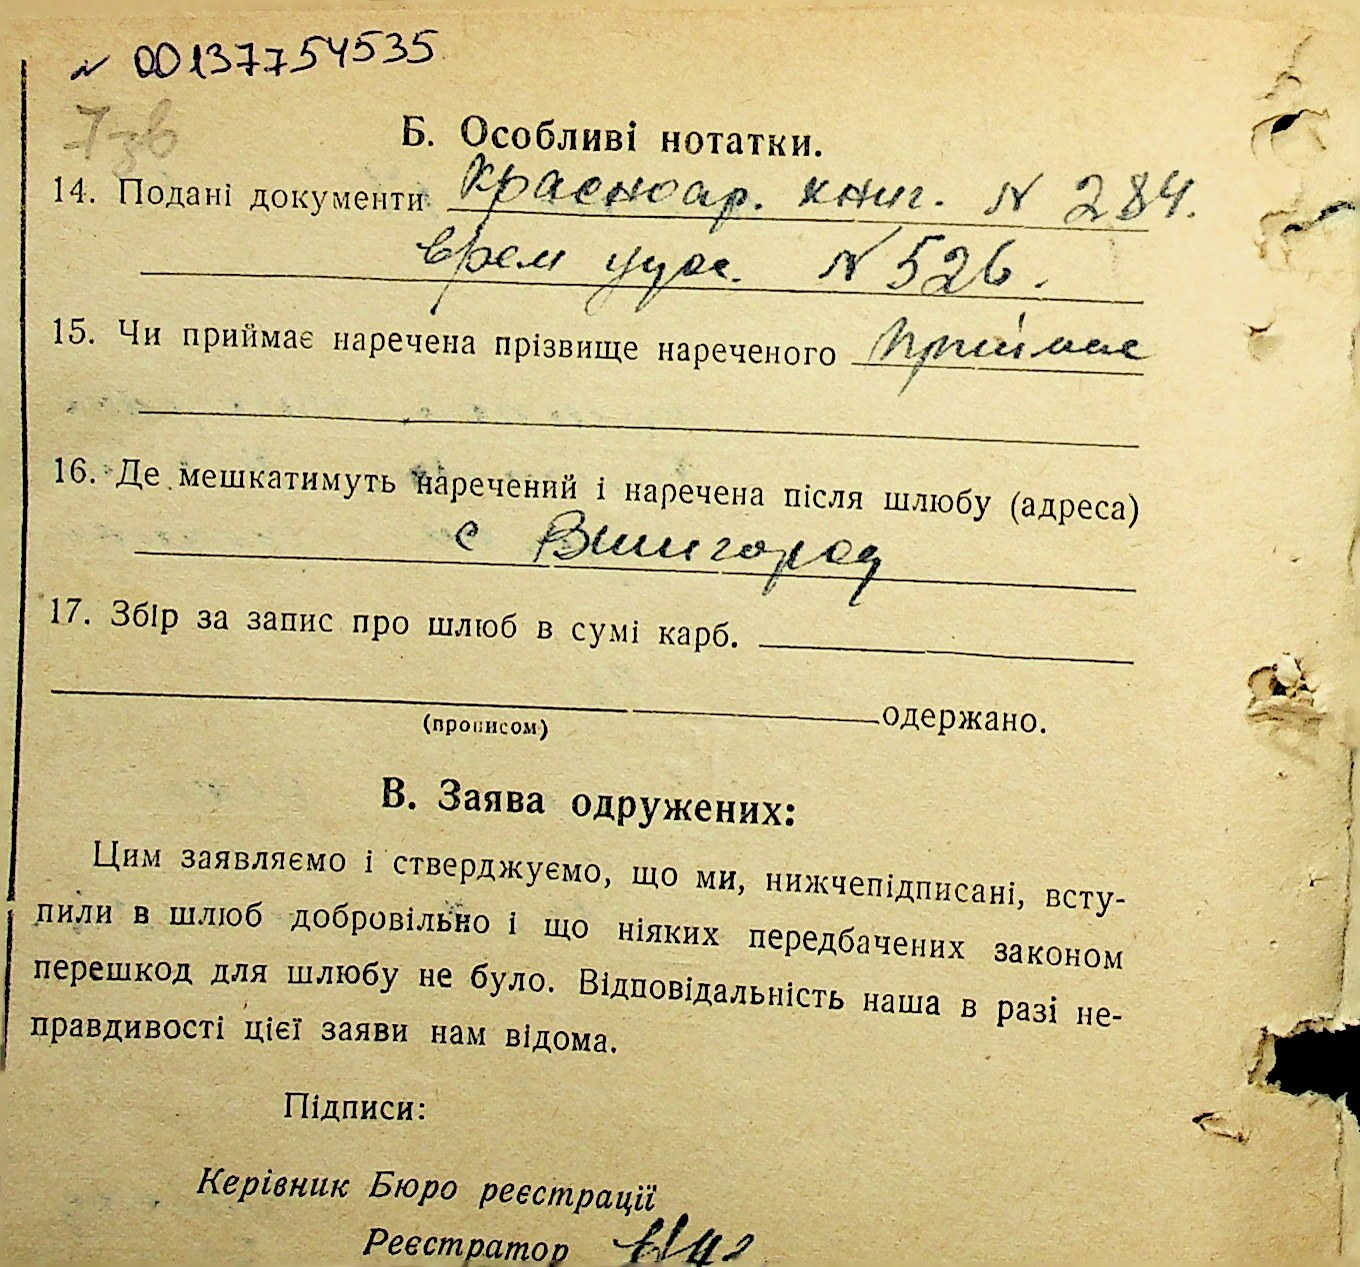 № 00137754535
7зв
Б. Особливі нотатки.
14. Подані документи Красноар. книг. № 284.
врем удос. № 526.
15. Чи приймає наречена прізвище нареченого приймає
16. Де мешкатимуть наречений і наречена після шлюбу (адреса)
с Вишгород
17. Збір за запис про шлюб в сумі карб.
одержано.
(прописом)
В. Заява одружених:
Цим заявляємо і стверджуємо, що ми, нижчепідписані, всту-
пили в шлюб добровільно і що ніяких передбачених законом
перешкод для шлюбу не було. Відповідальність наша в разі не-
правдивості цієї заяви нам відома.
Підписи:
Керівник Бюро реєстрації
Реєстратор